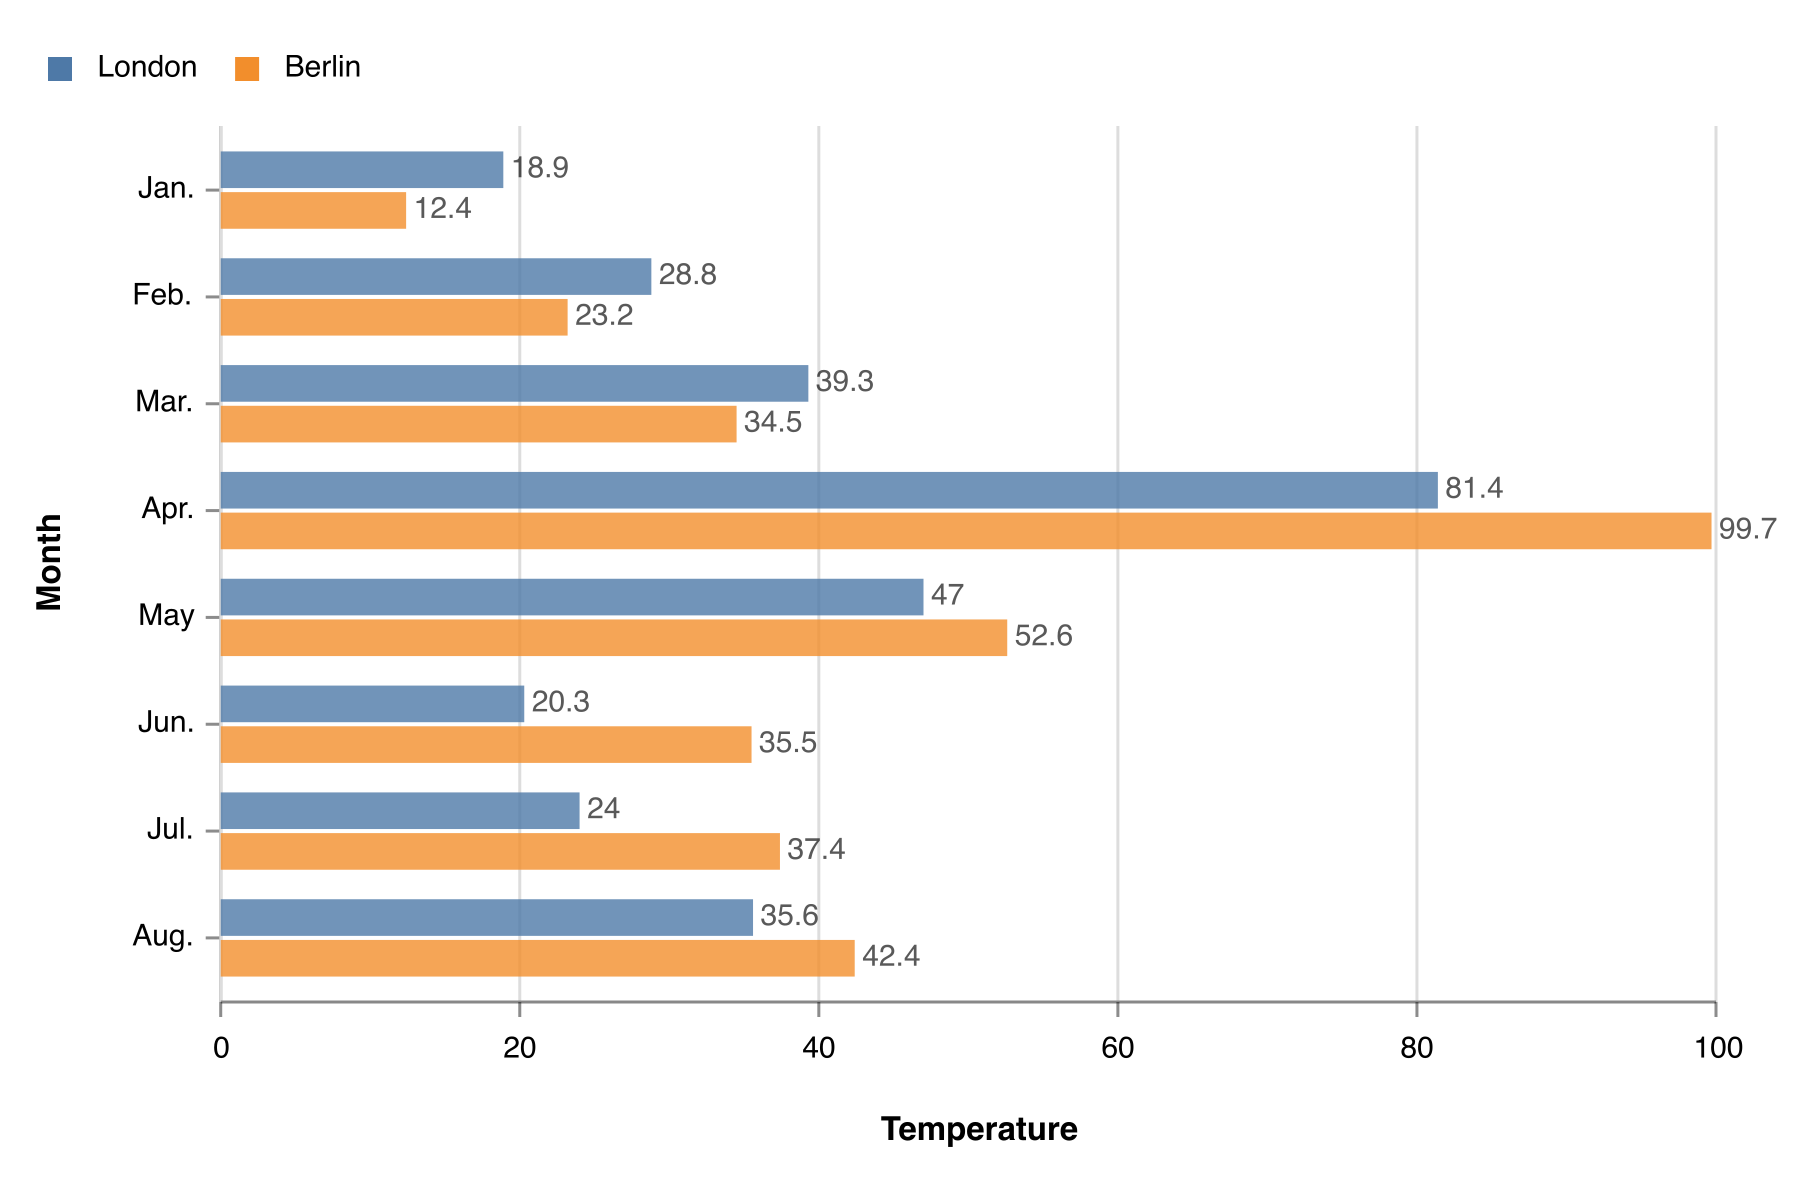 London Berlin
Jan.
18.9
12.4
Feb.
28.8
23.2
Mar.
39.3
34.5
Apr.
81.4
99.7
May
47
52.6
Jun.
20.3
35.5
Jul.
24
37.4
Aug.
35.6
42.4
Month
0 20 40 60 80 100
Temperature